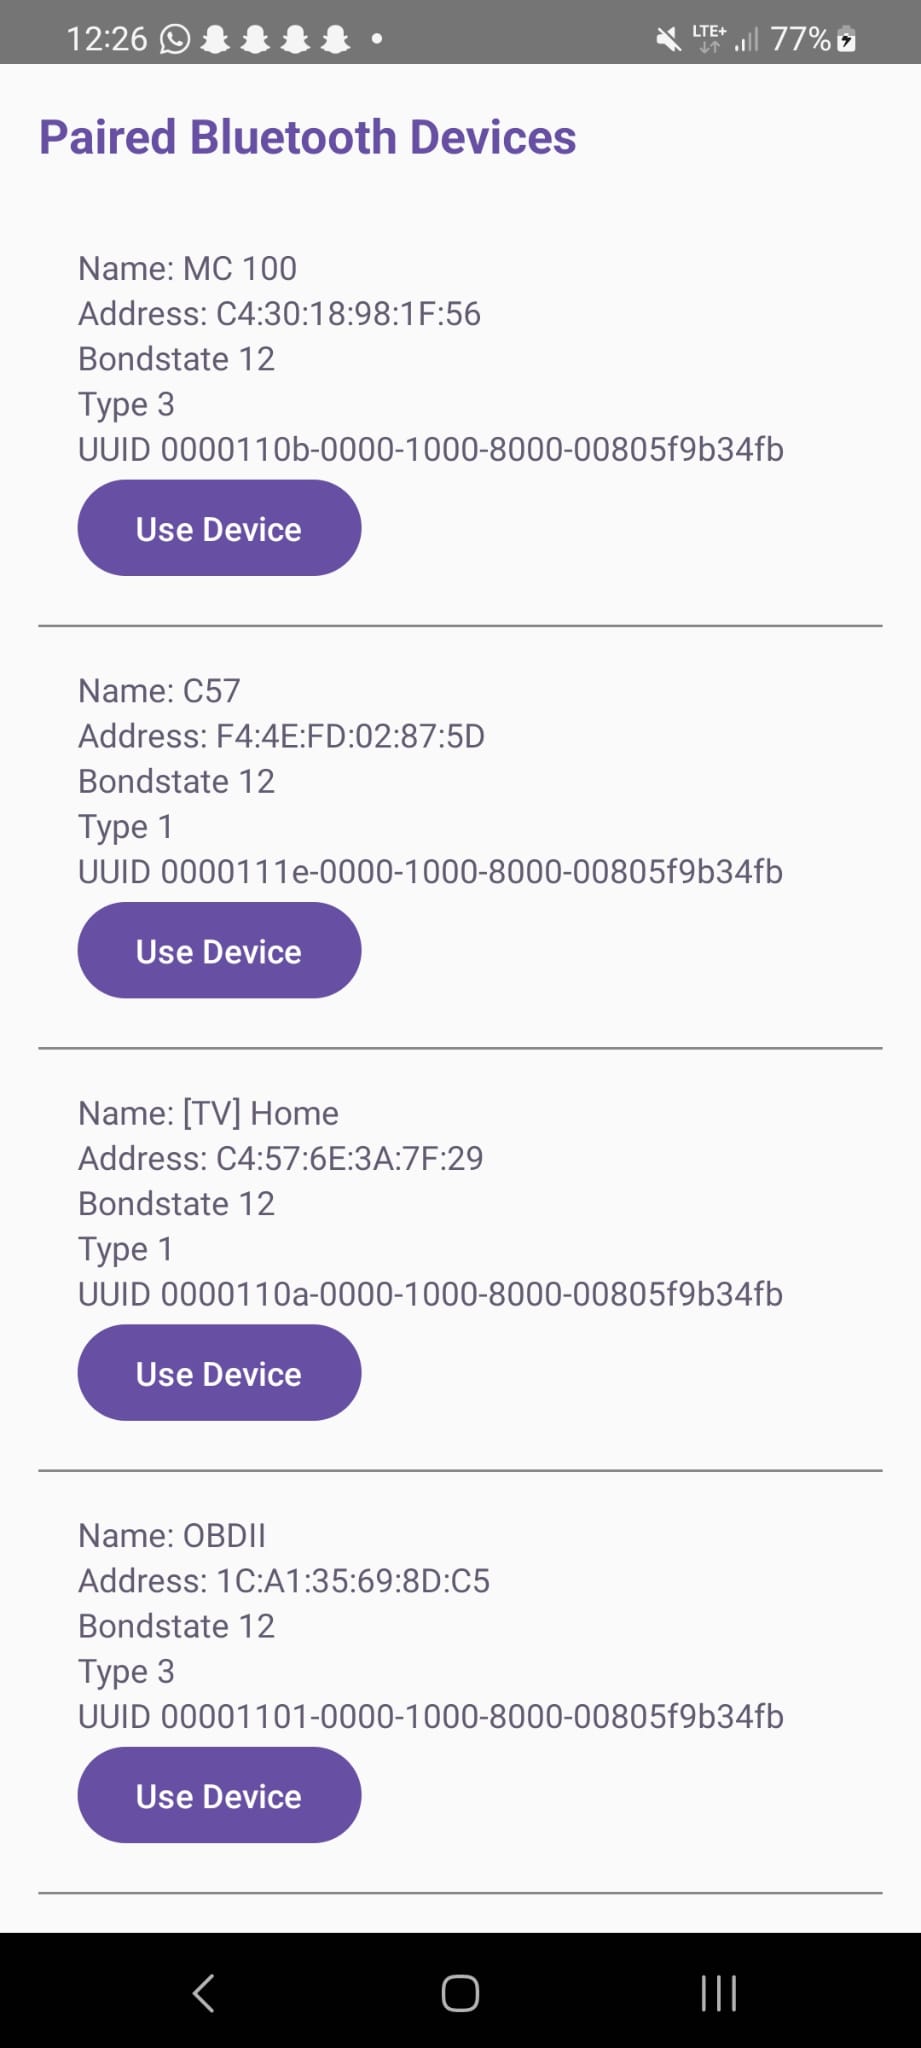 12:26 LTE+ 77%
Paired Bluetooth Devices
Name: MC 100
Address: C4:30:18:98:1F:56
Bondstate 12
Type 3
UUID 0000110b-0000-1000-8000-00805f9b34fb
Use Device
Name: C57
Address: F4:4E:FD:02:87:5D
Bondstate 12
Type 1
UUID 0000111e-0000-1000-8000-00805f9b34fb
Use Device
Name: [TV] Home
Address: C4:57:6E:3A:7F:29
Bondstate 12
Type 1
UUID 0000110a-0000-1000-8000-00805f9b34fb
Use Device
Name: OBDII
Address: 1C:A1:35:69:8D:C5
Bondstate 12
Type 3
UUID 00001101-0000-1000-8000-00805f9b34fb
Use Device